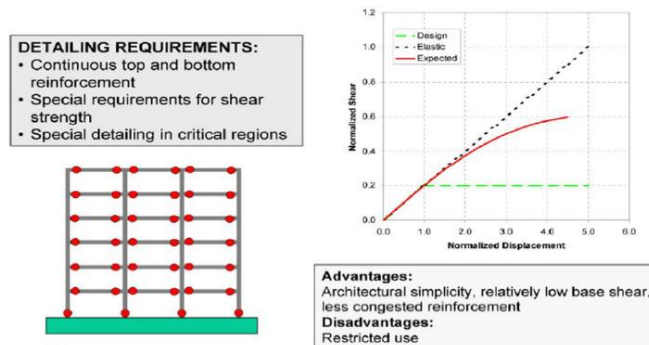 DETAILING REQUIREMENTS:
• Continuous top and bottom
reinforcement
• Special requirements for shear
strength
• Special detailing in critical regions
1.2
1.0
0.8
0.6
0.4
0.2
0.0
Normalized Shear
Design
Elastic
Expected
0.0 1.0 2.0 3.0 4.0 5.0 6.0
Normalized Displacement
Advantages:
Architectural simplicity, relatively low base shear,
less congested reinforcement
Disadvantages:
Restricted use